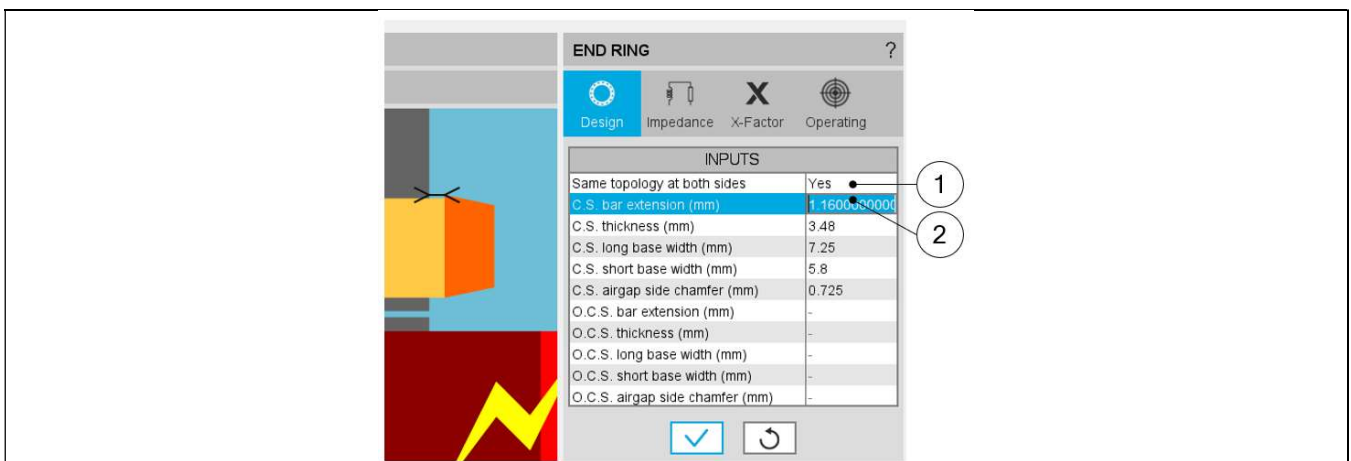 END RING ?
Design Impedance X-Factor Operating
INPUTS
Same topology at both sides Yes
C.S. bar extension (mm) 1.1600000000
C.S. thickness (mm) 3.48
C.S. long base width (mm) 7.25
C.S. short base width (mm) 5.8
C.S. airgap side chamfer (mm) 0.725
O.C.S. bar extension (mm) -
O.C.S. thickness (mm) -
O.C.S. long base width (mm) -
O.C.S. short base width (mm) -
O.C.S. airgap side chamfer (mm) -
1
2